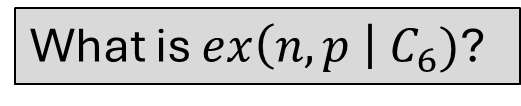 What is 𝑒𝑥(𝑛, 𝑝 | 𝐶₆)?